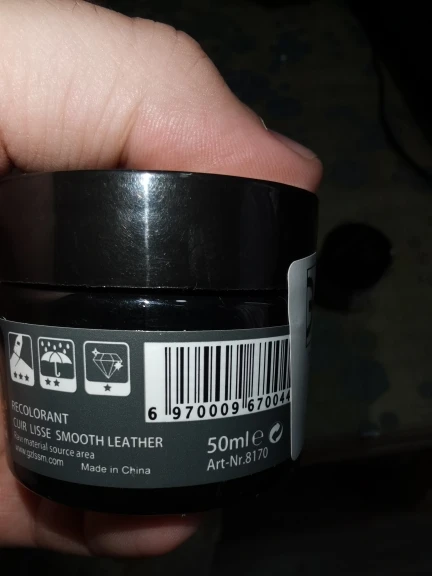 6 970009 670044
RECOLORANT
CUIR LISSE SMOOTH LEATHER
Raw material source area
www.gzlssm.com
Made in China
50ml e
Art-Nr.8170